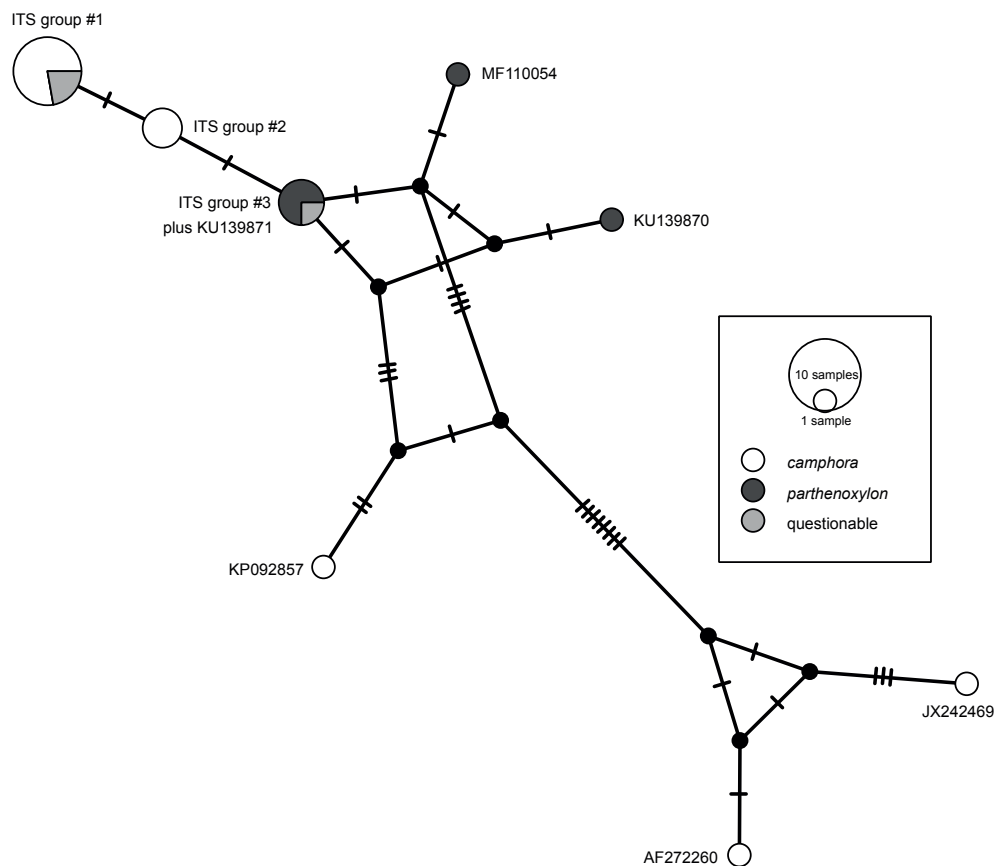 ITS group #1
MF110054
ITS group #2
ITS group #3
plus KU139871
KU139870
10 samples
1 sample
camphora
parthenoxylon
questionable
KP092857
JX242469
AF272260